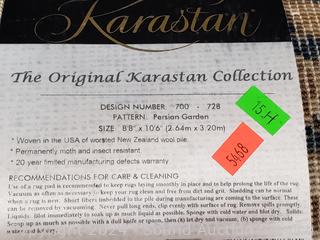 Karastan
The Original Karastan Collection
DESIGN NUMBER 700 - 728
PATTERN: Persian Garden
SIZE: 8'8" x 10'6" (2.64m x 3.20m)
* Woven in the USA of worsted New Zealand wool pile.
* Permanently moth and insect resistant
* 20 year limited manufacturing defects warranty
15H
5468
RECOMMENDATIONS FOR CARE & CLEANING
Use of a rug pad is recommended to keep rugs laying smoothly in place and to help prolong the life of the rug.
Vacuum as often as necessary to keep your rug clean and free from dirt and grit. Shedding can be normal
when a rug is new. Short fibers imbedded in the pile during manufacturing are coming to the surface. These
can be removed by vacuuming. Never pull long ends, clip evenly with surface of rug. Remove spills promptly
Liquids: Blot immediately to soak up as much liquid as possible. Sponge with cold water and blot dry. Solids:
Scoop up as much as possible with a dull knife or spoon, then (a) if dry and vacuum, (b) sponge with cold
water and blot dry.